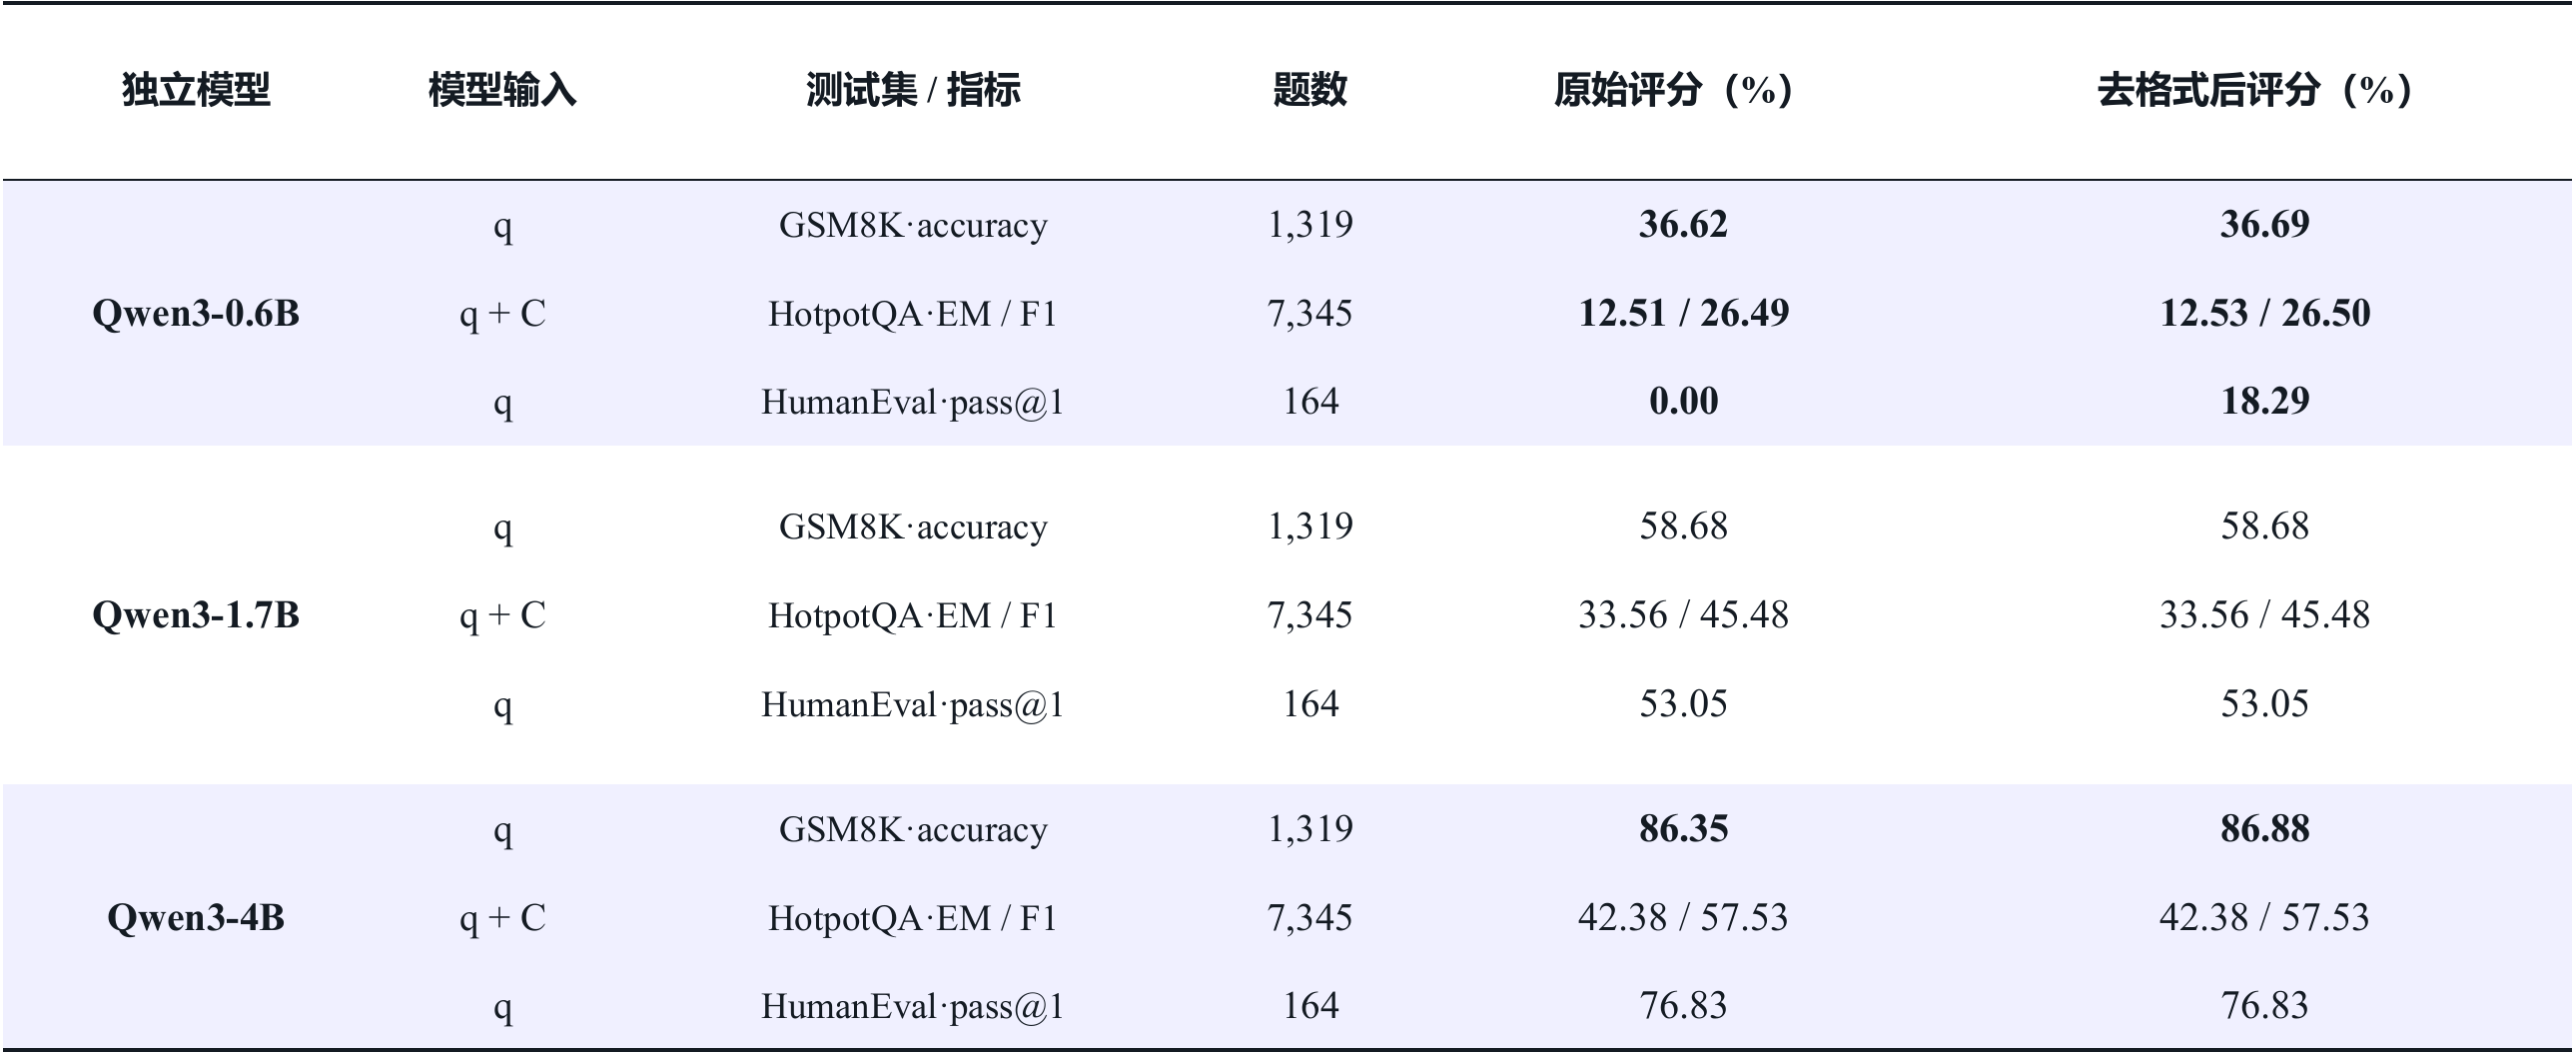 独立模型 模型输入 测试集 / 指标 题数 原始评分（%） 去格式后评分（%）
q GSM8K·accuracy 1,319 36.62 36.69
Qwen3-0.6B q + C HotpotQA·EM / F1 7,345 12.51 / 26.49 12.53 / 26.50
q HumanEval·pass@1 164 0.00 18.29
q GSM8K·accuracy 1,319 58.68 58.68
Qwen3-1.7B q + C HotpotQA·EM / F1 7,345 33.56 / 45.48 33.56 / 45.48
q HumanEval·pass@1 164 53.05 53.05
q GSM8K·accuracy 1,319 86.35 86.88
Qwen3-4B q + C HotpotQA·EM / F1 7,345 42.38 / 57.53 42.38 / 57.53
q HumanEval·pass@1 164 76.83 76.83